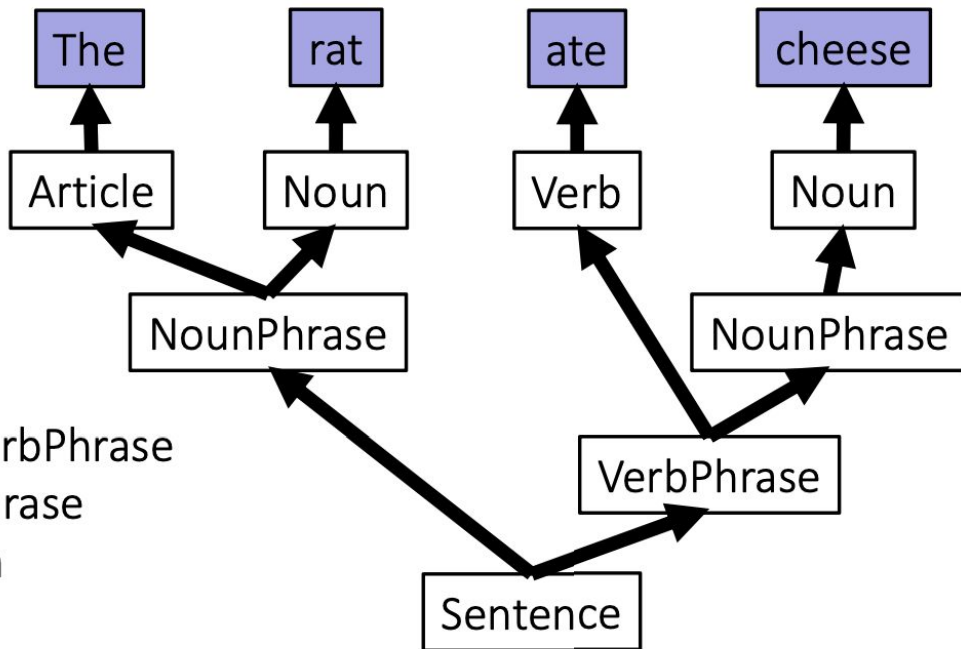 The rat ate cheese
Article Noun Verb Noun
NounPhrase NounPhrase
VerbPhrase
Sentence